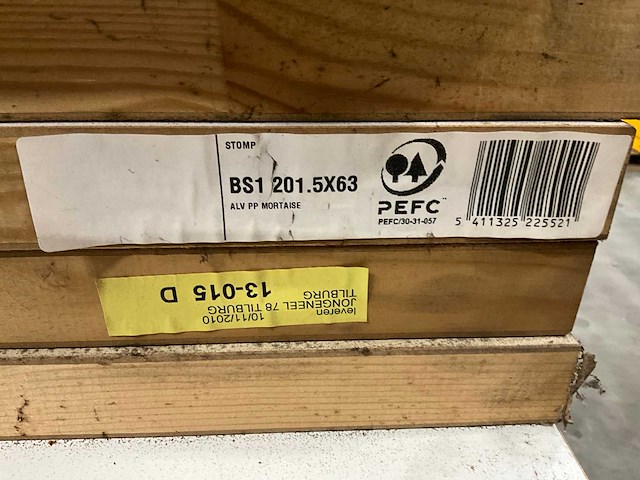 STOMP
BS1 201.5X63
ALV PP MORTAISE
PEFC™
PEFC/30-31-057
5 411325 225521
leveren
10/11/2010
JONGENEEL 78 TILBURG
TILBURG
13-015 D